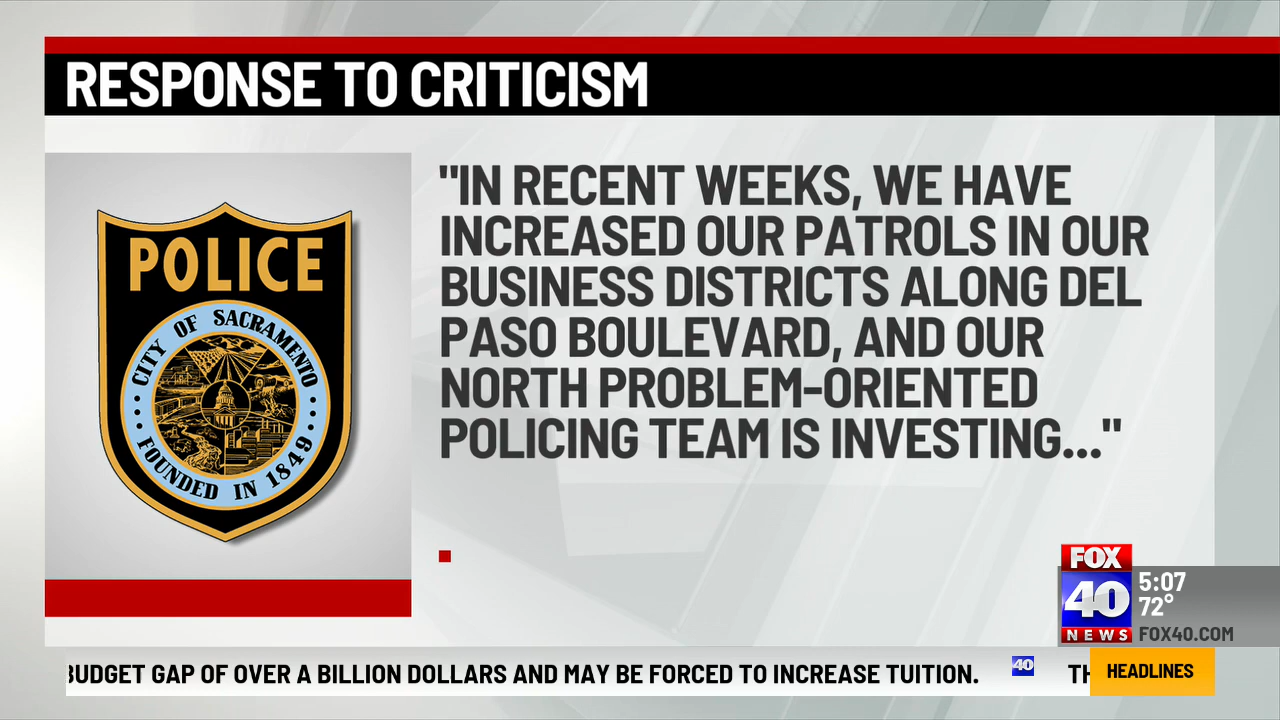 RESPONSE TO CRITICISM
POLICE
CITY OF SACRAMENTO
FOUNDED IN 1849
"IN RECENT WEEKS, WE HAVE
INCREASED OUR PATROLS IN OUR
BUSINESS DISTRICTS ALONG DEL
PASO BOULEVARD, AND OUR
NORTH PROBLEM-ORIENTED
POLICING TEAM IS INVESTING..."
FOX
40
NEWS
5:07
72°
FOX40.COM
BUDGET GAP OF OVER A BILLION DOLLARS AND MAY BE FORCED TO INCREASE TUITION. 40
HEADLINES